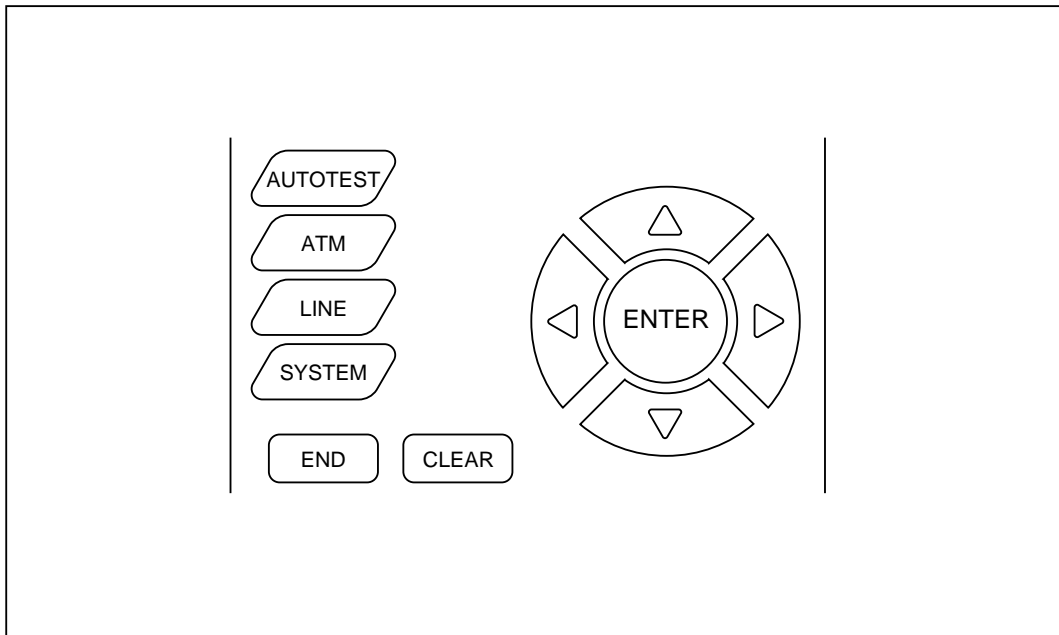 AUTOTEST
ATM
LINE
SYSTEM
END
CLEAR
ENTER